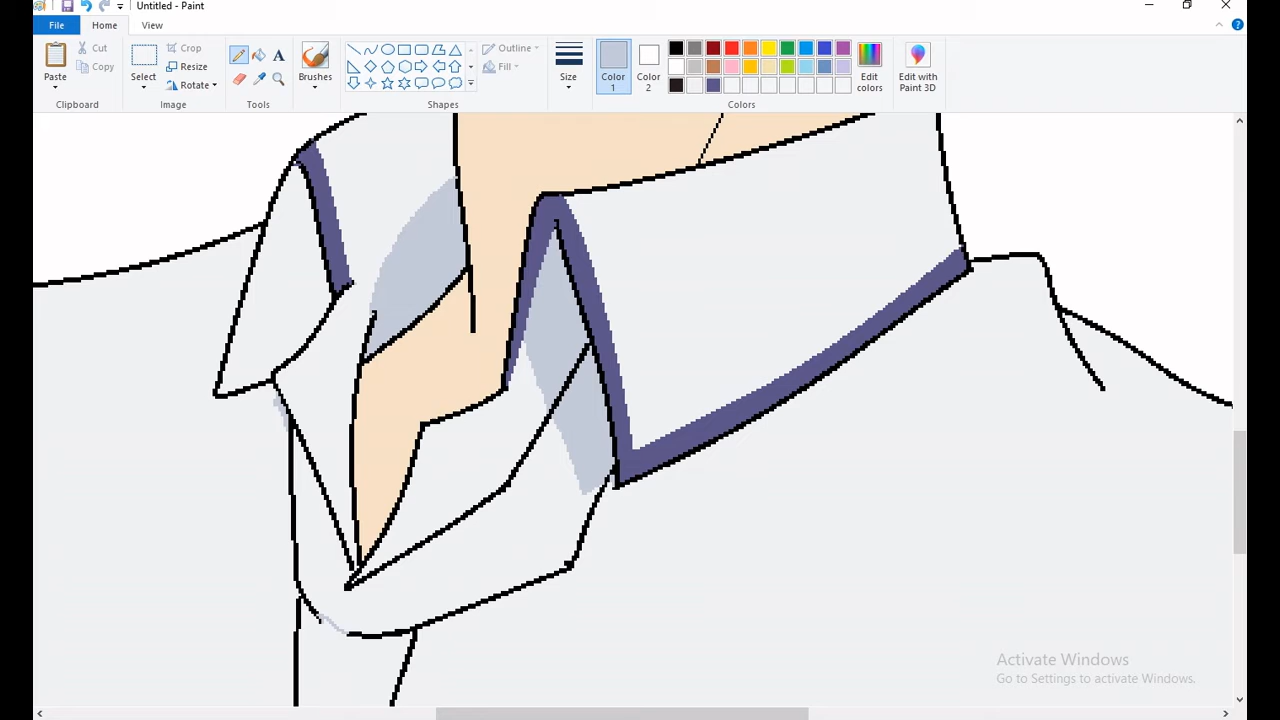 Untitled - Paint
File Home View
Paste
Cut
Copy
Clipboard
Select
Crop
Resize
Rotate
Image
A
Tools
Brushes
Outline
Fill
Shapes
Size
Color 1
Color 2
Edit colors
Colors
Edit with Paint 3D
Activate Windows
Go to Settings to activate Windows.